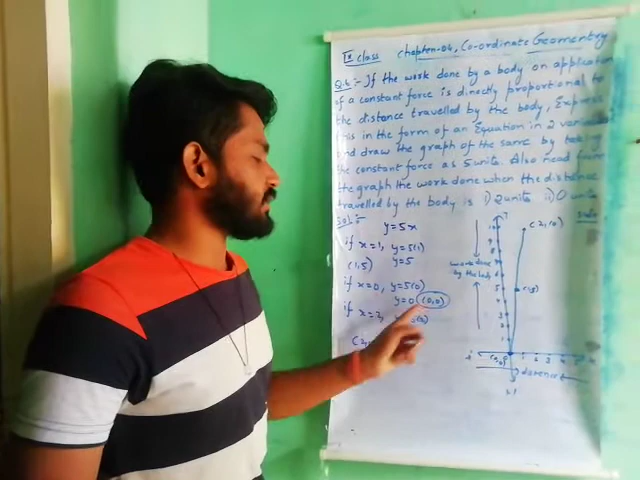 IX class chapter-04, Co-ordinate Geometry
Q.4:- If the work done by a body on application
of a constant force is directly proportional to
the distance travelled by the body, Express
this in the form of an Equation in 2 variables
and draw the graph of the same by taking
the constant force as 5 units. Also read from
the graph the work done when the distance
travelled by the body is i) 2 units ii) 0 units
Sol:-
y=5x
if x=1, y=5(1)
(1,5) y=5
if x=0, y=5(0)
y=0 (0,0)
if x=2,
(2,10)
work done
by the body
distance